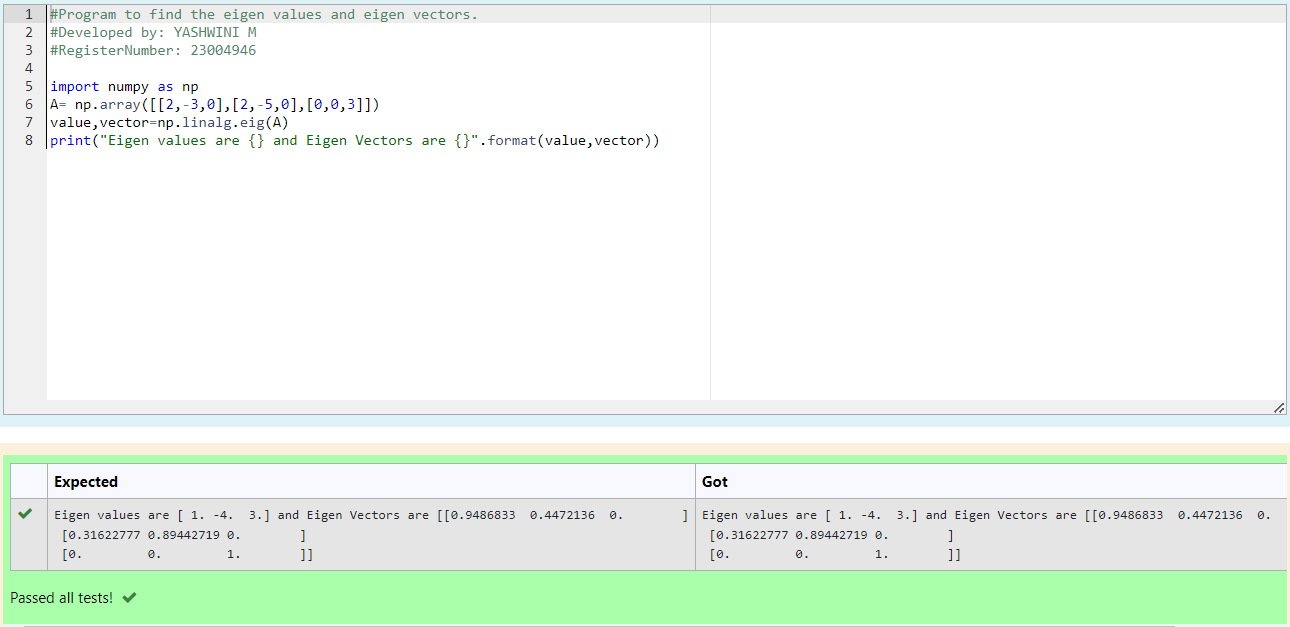 1 #Program to find the eigen values and eigen vectors.
2 #Developed by: YASHWINI M
3 #RegisterNumber: 23004946
4
5 import numpy as np
6 A= np.array([[2,-3,0],[2,-5,0],[0,0,3]])
7 value,vector=np.linalg.eig(A)
8 print("Eigen values are {} and Eigen Vectors are {}".format(value,vector))
Expected Got
Eigen values are [ 1. -4.  3.] and Eigen Vectors are [[0.9486833  0.4472136  0.        ] Eigen values are [ 1. -4.  3.] and Eigen Vectors are [[0.9486833  0.4472136  0.
[0.31622777 0.89442719 0.        ] [0.31622777 0.89442719 0.        ]
[0.         0.         1.        ]] [0.         0.         1.        ]]
Passed all tests!